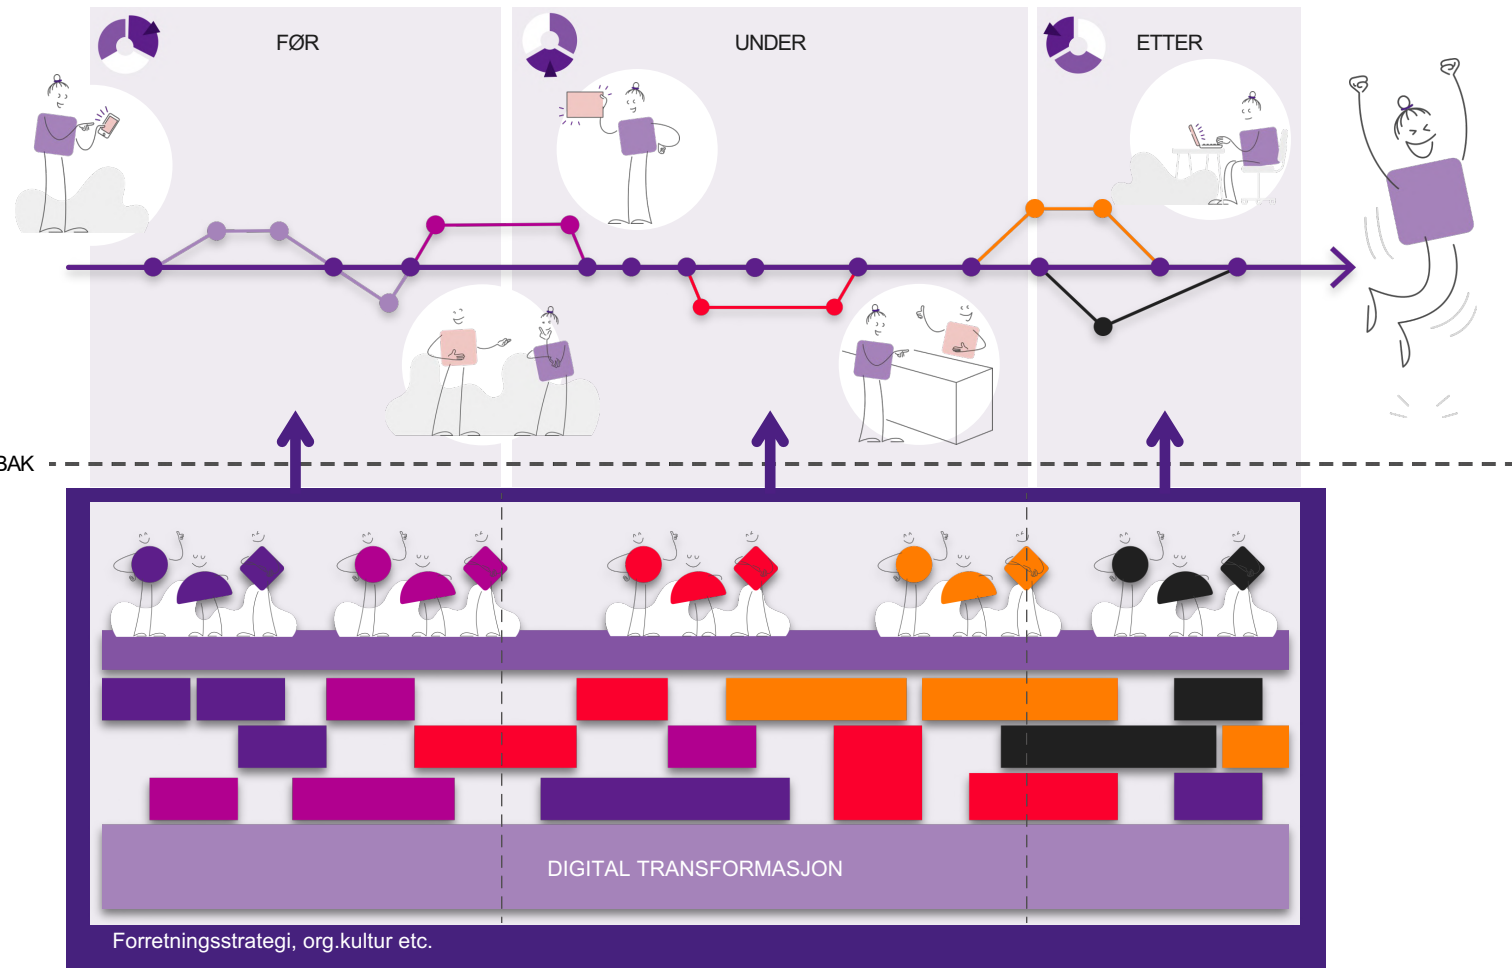 FØR
UNDER
ETTER
BAK
DIGITAL TRANSFORMASJON
Forretningsstrategi, org.kultur etc.